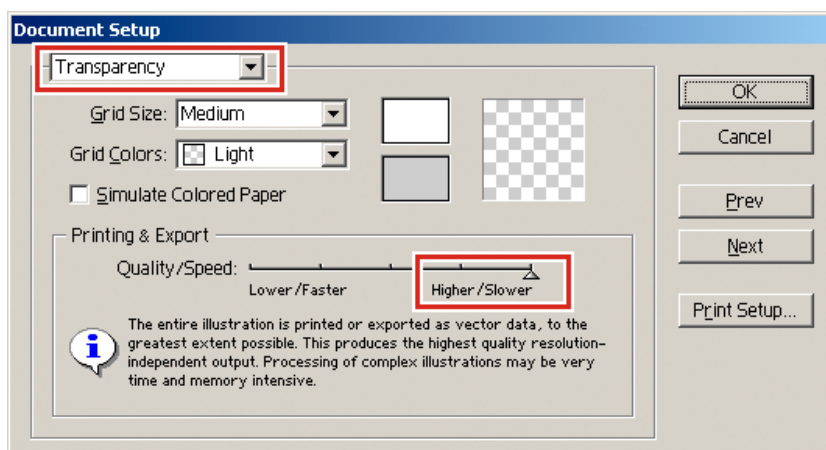 Document Setup
Transparency
Grid Size: Medium
Grid Colors: Light
Simulate Colored Paper
Printing & Export
Quality/Speed:
Lower/Faster Higher/Slower
The entire illustration is printed or exported as vector data, to the
greatest extent possible. This produces the highest quality resolution-
independent output. Processing of complex illustrations may be very
time and memory intensive.
OK
Cancel
Prev
Next
Print Setup...